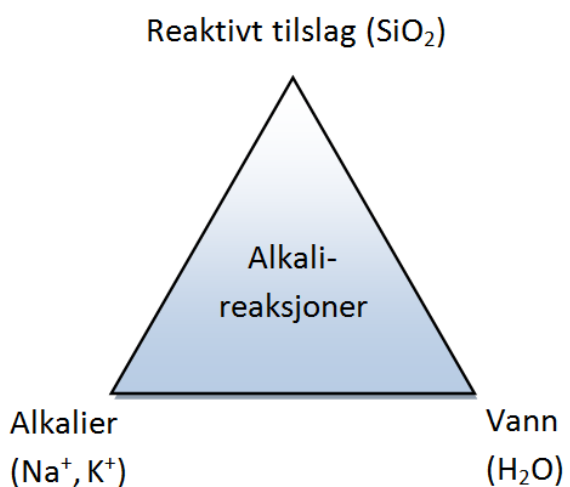 Reaktivt tilslag (SiO₂)
Alkali-
reaksjoner
Alkalier
(Na⁺, K⁺)
Vann
(H₂O)